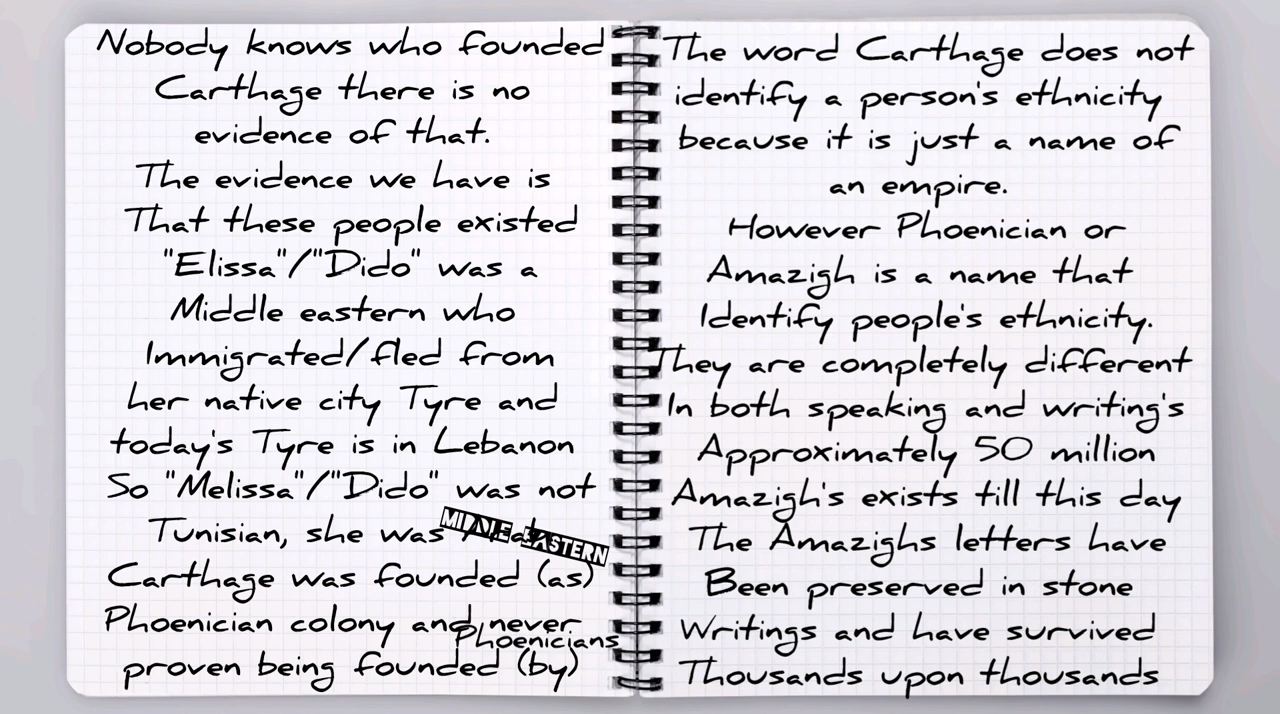 Nobody knows who founded
Carthage there is no
evidence of that.
The evidence we have is
That these people existed
"Elissa"/"Dido" was a
Middle eastern who
Immigrated/fled from
her native city Tyre and
today's Tyre is in Lebanon
So "Melissa"/"Dido" was not
Tunisian, she was MIDDLE EASTERN
Carthage was founded (as)
Phoenician colony and never
proven being founded (by) Phoenicians
The word Carthage does not
identify a person's ethnicity
because it is just a name of
an empire.
However Phoenician or
Amazigh is a name that
Identify people's ethnicity.
They are completely different
In both speaking and writing's
Approximately 50 million
Amazigh's exists till this day
The Amazighs letters have
Been preserved in stone
Writings and have survived
Thousands upon thousands